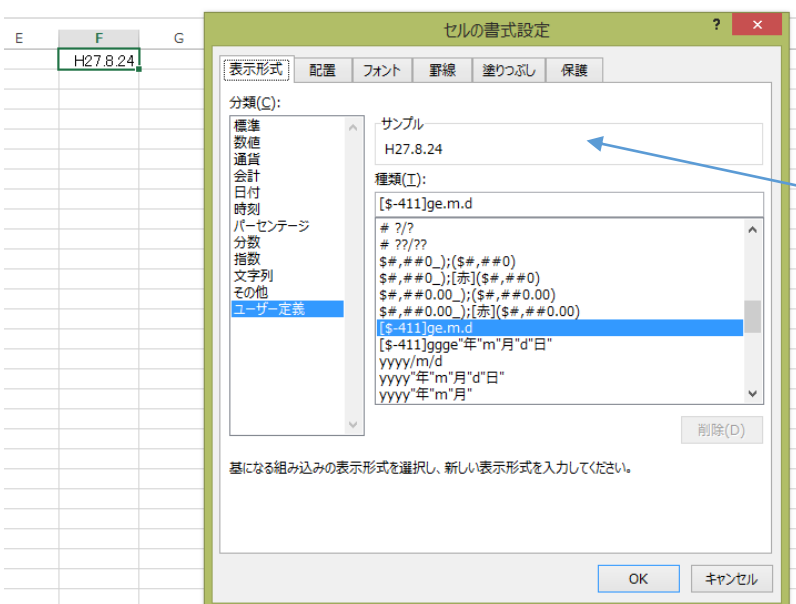 E F G
H27.8.24
セルの書式設定 ? ×
表示形式 配置 フォント 罫線 塗りつぶし 保護
分類(C):
標準
数値
通貨
会計
日付
時刻
パーセンテージ
分数
指数
文字列
その他
ユーザー定義
サンプル
H27.8.24
種類(T):
[$-411]ge.m.d
# ?/?
# ??/??
$#,##0_);($#,##0)
$#,##0_);[赤]($#,##0)
$#,##0.00_);($#,##0.00)
$#,##0.00_);[赤]($#,##0.00)
[$-411]ge.m.d
[$-411]ggge"年"m"月"d"日"
yyyy/m/d
yyyy"年"m"月"d"日"
yyyy"年"m"月"
削除(D)
基になる組み込みの表示形式を選択し、新しい表示形式を入力してください。
OK キャンセル